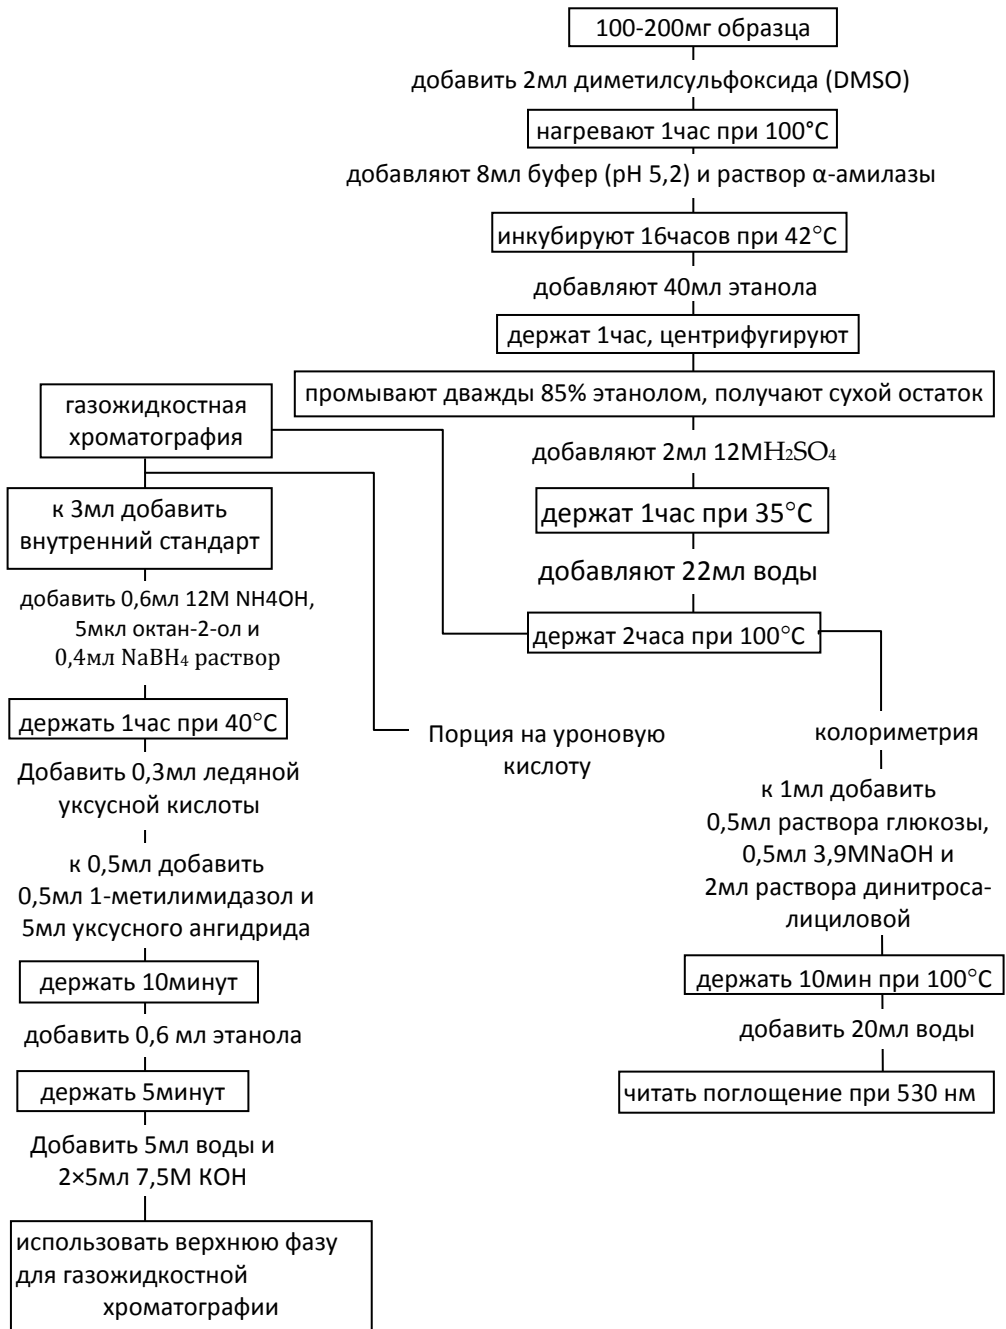 100-200мг образца
добавить 2мл диметилсульфоксида (DMSO)
нагревают 1час при 100°C
добавляют 8мл буфер (pH 5,2) и раствор α-амилазы
инкубируют 16часов при 42°C
добавляют 40мл этанола
держат 1час, центрифугируют
промывают дважды 85% этанолом, получают сухой остаток
добавляют 2мл 12MH₂SO₄
держат 1час при 35°C
добавляют 22мл воды
держат 2часа при 100°C
газожидкостная
хроматография
к 3мл добавить
внутренний стандарт
добавить 0,6мл 12М NH4OH,
5мкл октан-2-ол и
0,4мл NaBH₄ раствор
держать 1час при 40°C
Добавить 0,3мл ледяной
уксусной кислоты
к 0,5мл добавить
0,5мл 1-метилимидазол и
5мл уксусного ангидрида
держать 10минут
добавить 0,6 мл этанола
держать 5минут
Добавить 5мл воды и
2×5мл 7,5М КОН
использовать верхнюю фазу
для газожидкостной
хроматографии
Порция на уроновую
кислоту
колориметрия
к 1мл добавить
0,5мл раствора глюкозы,
0,5мл 3,9MNaOH и
2мл раствора динитроса-
лициловой
держать 10мин при 100°C
добавить 20мл воды
читать поглощение при 530 нм